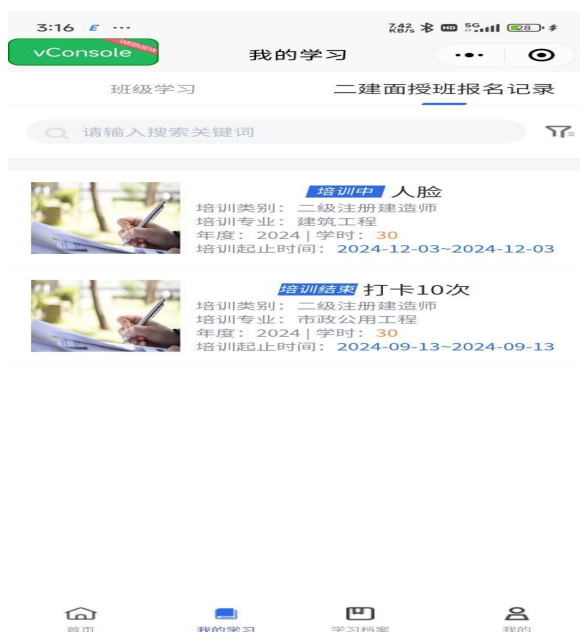 3:16
7.42 KB/s HD 5G 28
vConsole
我的学习
班级学习
二建面授班报名记录
请输入搜索关键词
培训中 人脸
培训类别：二级注册建造师
培训专业：建筑工程
年度：2024|学时：30
培训起止时间：2024-12-03~2024-12-03
培训结束 打卡10次
培训类别：二级注册建造师
培训专业：市政公用工程
年度：2024|学时：30
培训起止时间：2024-09-13~2024-09-13
首页
我的学习
学习档案
我的